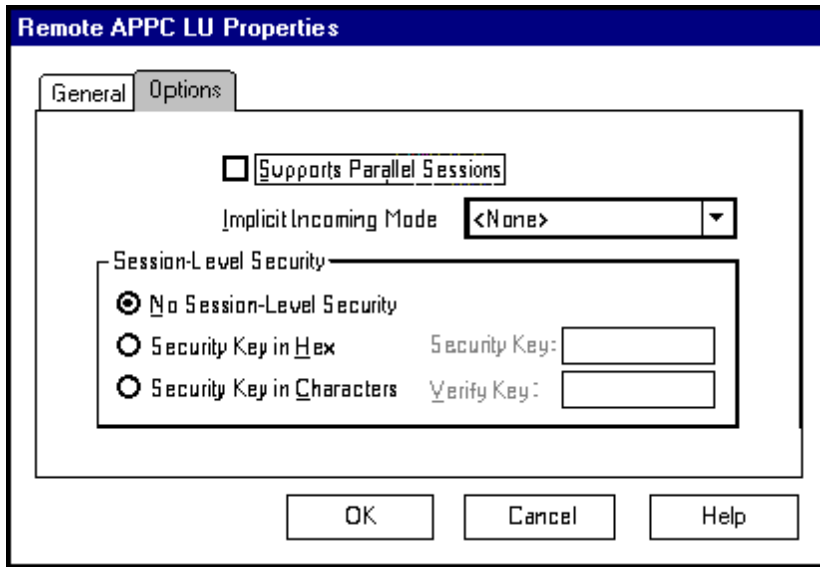 Remote APPC LU Properties
General Options
Supports Parallel Sessions
Implicit Incoming Mode <None>
Session-Level Security
No Session-Level Security
Security Key in Hex Security Key:
Security Key in Characters Verify Key:
OK Cancel Help